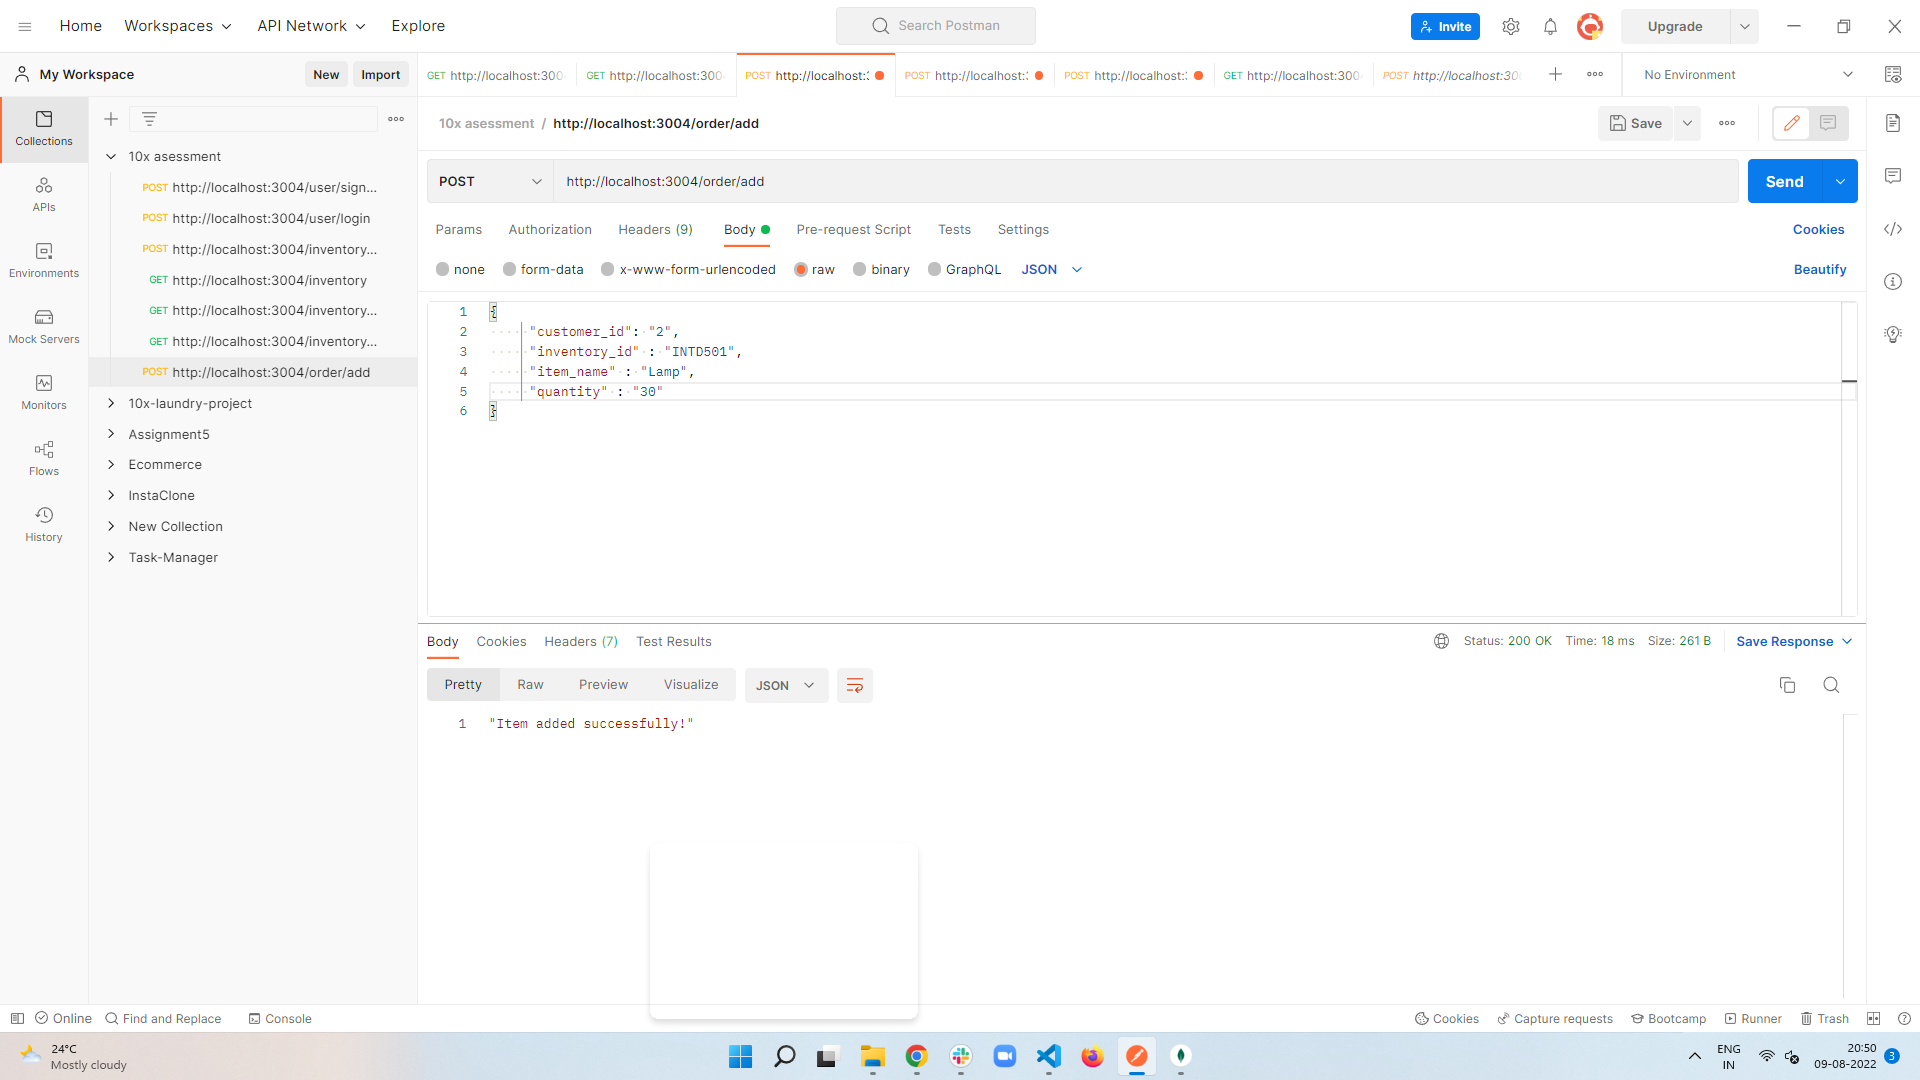 Home
Workspaces
API Network
Explore
Search Postman
Invite
Upgrade
My Workspace
New
Import
GET http://localhost:300
GET http://localhost:300
POST http://localhost:
POST http://localhost:
POST http://localhost:
GET http://localhost:300
POST http://localhost:30
No Environment
Collections
APIs
Environments
Mock Servers
Monitors
Flows
History
10x asessment
POST http://localhost:3004/user/sign...
POST http://localhost:3004/user/login
POST http://localhost:3004/inventory...
GET http://localhost:3004/inventory
GET http://localhost:3004/inventory...
GET http://localhost:3004/inventory...
POST http://localhost:3004/order/add
10x-laundry-project
Assignment5
Ecommerce
InstaClone
New Collection
Task-Manager
10x asessment / http://localhost:3004/order/add
Save
POST
http://localhost:3004/order/add
Send
Params
Authorization
Headers (9)
Body
Pre-request Script
Tests
Settings
Cookies
none
form-data
x-www-form-urlencoded
raw
binary
GraphQL
JSON
Beautify
1 {
2 "customer_id": "2",
3 "inventory_id" : "INTD501",
4 "item_name" : "Lamp",
5 "quantity" : "30"
6 }
Body
Cookies
Headers (7)
Test Results
Status: 200 OK
Time: 18 ms
Size: 261 B
Save Response
Pretty
Raw
Preview
Visualize
JSON
1 "Item added successfully!"
Online
Find and Replace
Console
Cookies
Capture requests
Bootcamp
Runner
Trash
24°C
Mostly cloudy
ENG
IN
20:50
09-08-2022
3